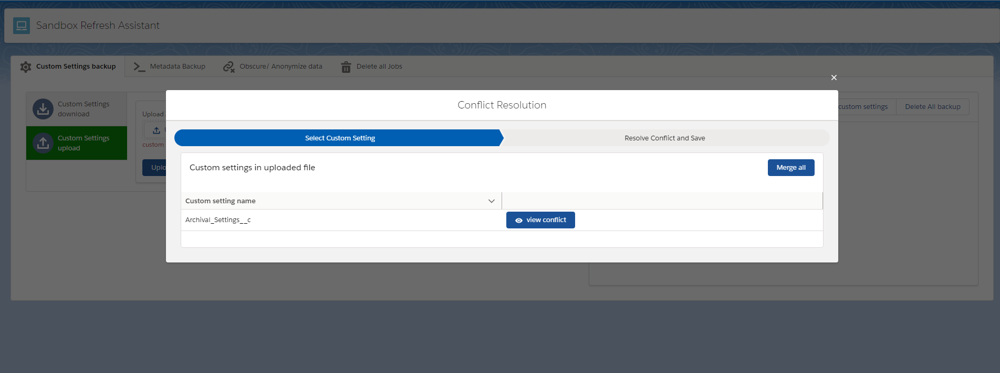 Sandbox Refresh Assistant
Custom Settings backup
Metadata Backup
Obscure/ Anonymize data
Delete all Jobs
Custom Settings
download
Custom Settings
upload
Upload
custom
Conflict Resolution
Select Custom Setting
Resolve Conflict and Save
Custom settings in uploaded file
Merge all
Custom setting name
Archival_Settings__c
view conflict
custom settings
Delete All backup